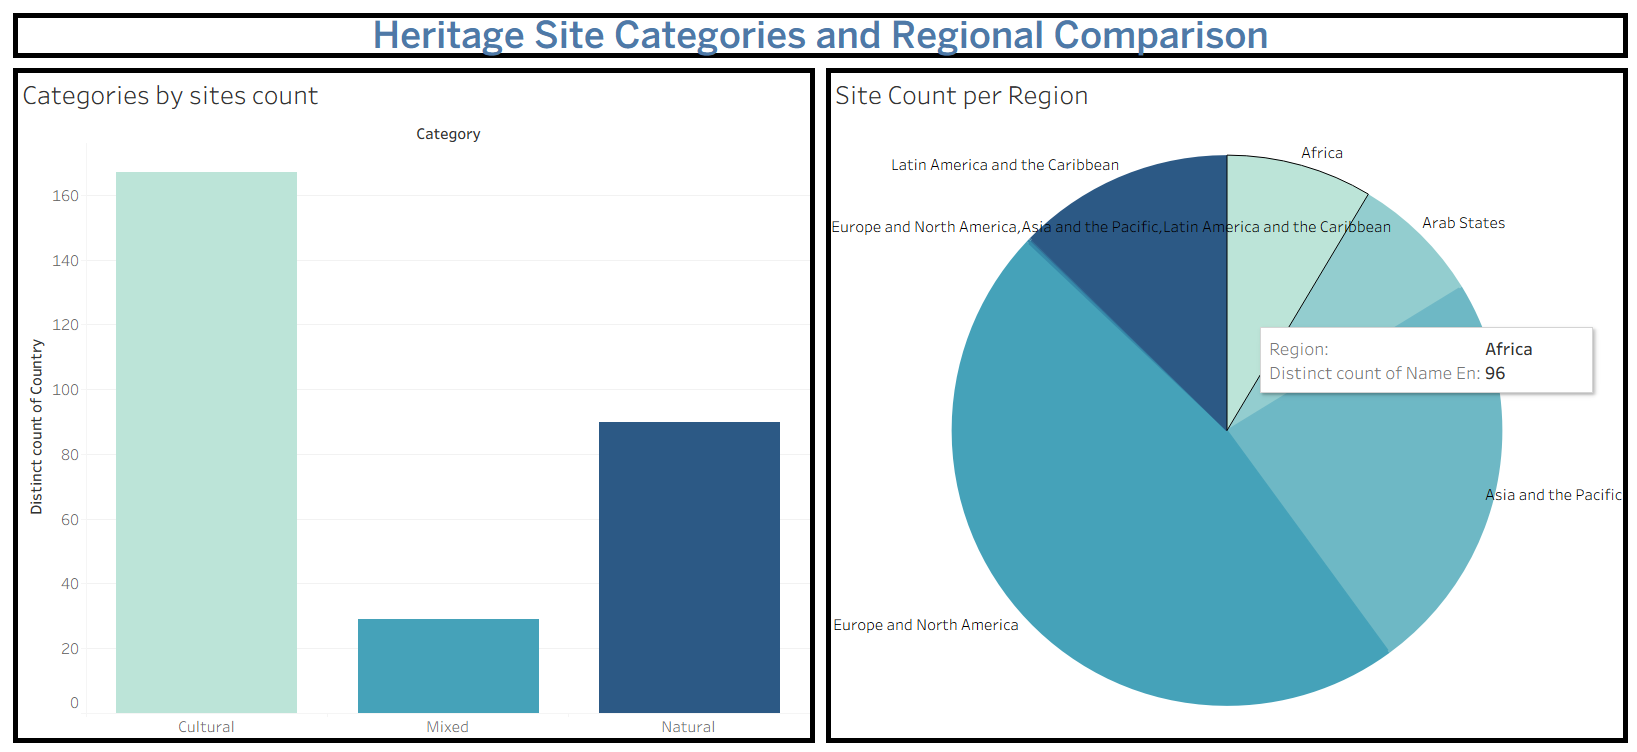 Heritage Site Categories and Regional Comparison
Categories by sites count
Category
Distinct count of Country
160
140
120
100
80
60
40
20
0
Cultural
Mixed
Natural
Site Count per Region
Africa
Latin America and the Caribbean
Arab States
Europe and North America,Asia and the Pacific,Latin America and the Caribbean
Region: Africa
Distinct count of Name En: 96
Asia and the Pacific
Europe and North America